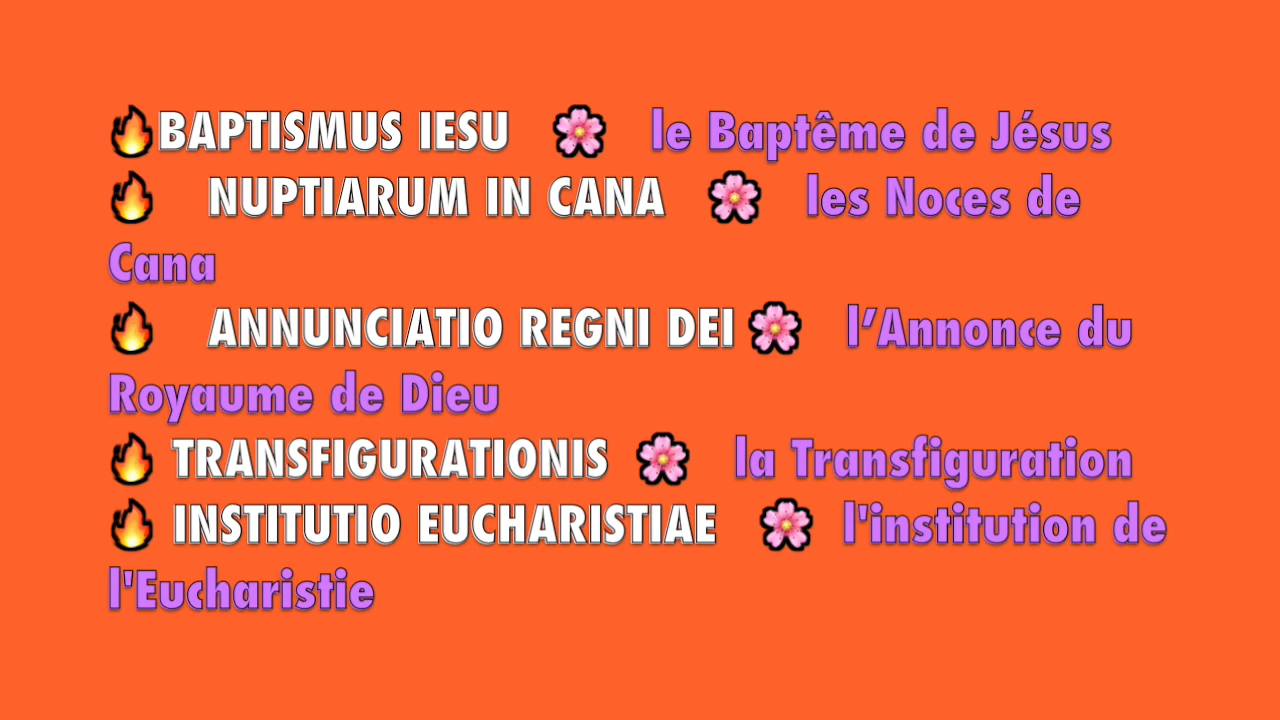 🔥BAPTISMUS IESU 🌸 le Baptême de Jésus
🔥 NUPTIARUM IN CANA 🌸 les Noces de
Cana
🔥 ANNUNCIATIO REGNI DEI 🌸 l’Annonce du
Royaume de Dieu
🔥 TRANSFIGURATIONIS 🌸 la Transfiguration
🔥 INSTITUTIO EUCHARISTIAE 🌸 l'institution de
l'Eucharistie